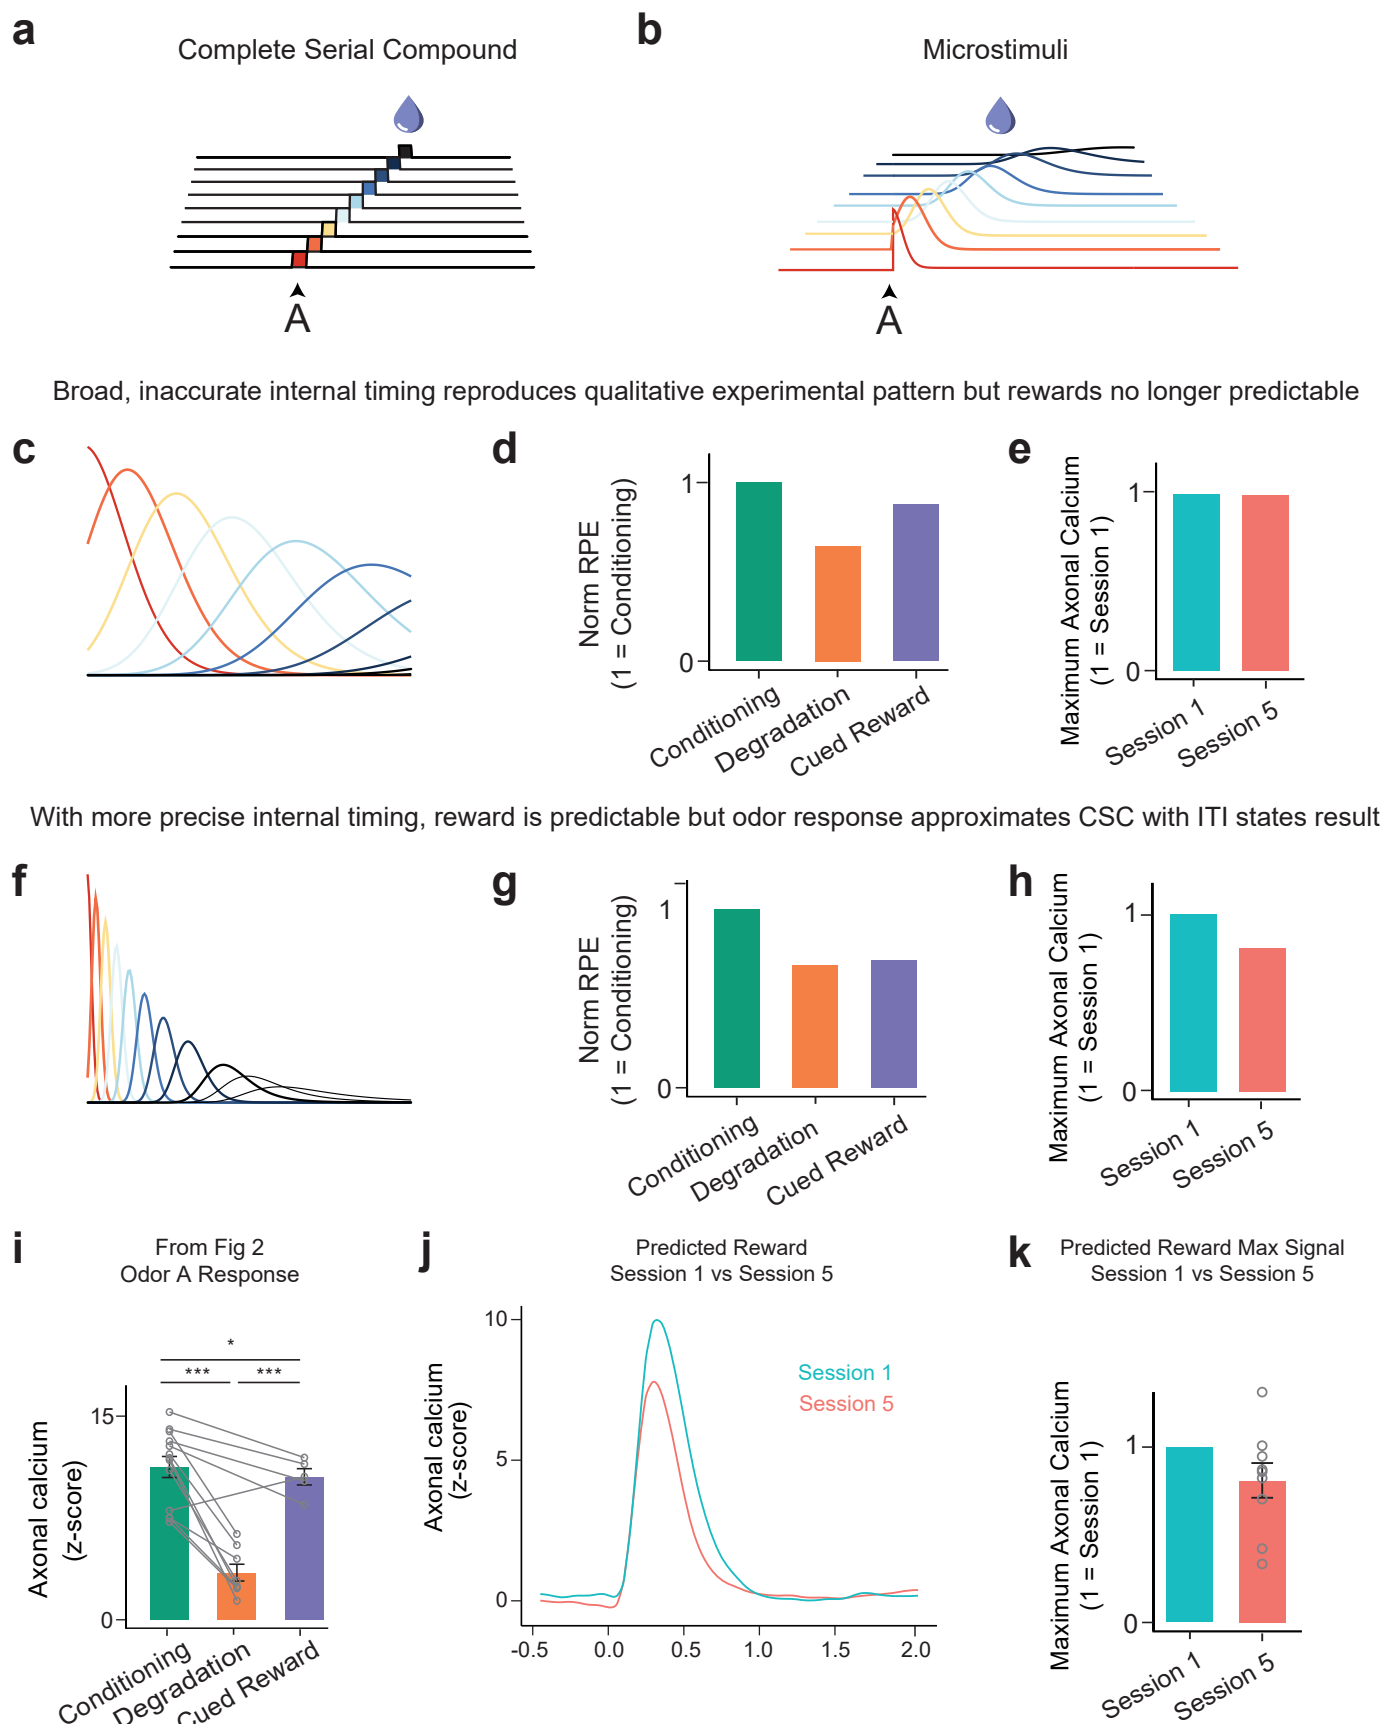 a
Complete Serial Compound
A
b
Microstimuli
A
Broad, inaccurate internal timing reproduces qualitative experimental pattern but rewards no longer predictable
c
d
Norm RPE
(1 = Conditioning)
1
0
Conditioning
Degradation
Cued Reward
e
Maximum Axonal Calcium
(1 = Session 1)
1
0
Session 1
Session 5
With more precise internal timing, reward is predictable but odor response approximates CSC with ITI states result
f
g
Norm RPE
(1 = Conditioning)
1
0
Conditioning
Degradation
Cued Reward
h
Maximum Axonal Calcium
(1 = Session 1)
1
0
Session 1
Session 5
i
From Fig 2
Odor A Response
*
*** ***
Axonal calcium
(z-score)
15
0
Conditioning
Degradation
Cued Reward
j
Predicted Reward
Session 1 vs Session 5
Axonal calcium
(z-score)
10
5
0
Session 1
Session 5
-0.5 0.0 0.5 1.0 1.5 2.0
k
Predicted Reward Max Signal
Session 1 vs Session 5
Maximum Axonal Calcium
(1 = Session 1)
1
0
Session 1
Session 5